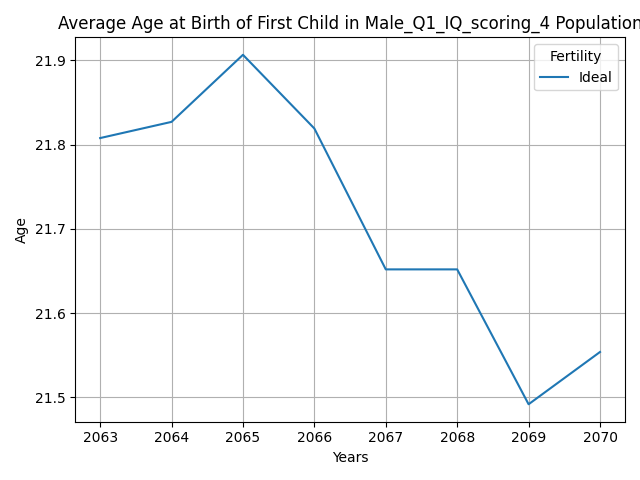 Average Age at Birth of First Child in Male_Q1_IQ_scoring_4 Population
Fertility
Ideal
21.9
21.8
21.7
21.6
21.5
Age
2063 2064 2065 2066 2067 2068 2069 2070
Years